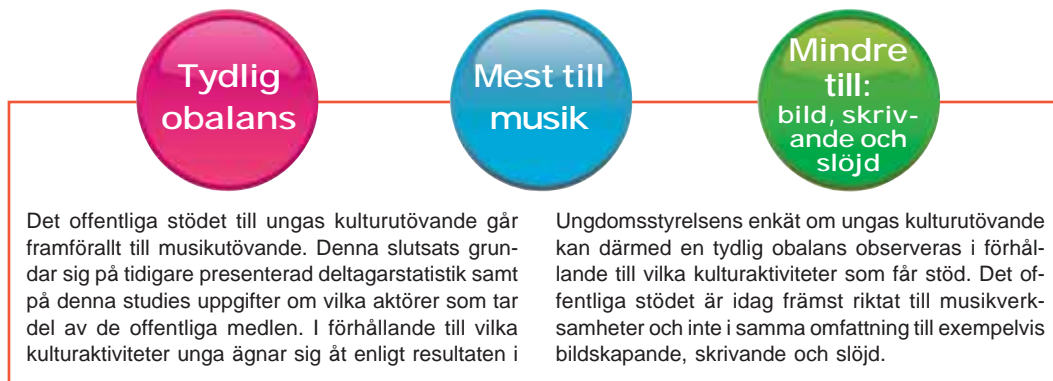 Tydlig
obalans
Mest till
musik
Mindre
till:
bild, skriv-
ande och
slöjd
Det offentliga stödet till ungas kulturutövande går
framförallt till musikutövande. Denna slutsats grun-
dar sig på tidigare presenterad deltagarstatistik samt
på denna studies uppgifter om vilka aktörer som tar
del av de offentliga medlen. I förhållande till vilka
kulturaktiviteter unga ägnar sig åt enligt resultaten i
Ungdomsstyrelsens enkät om ungas kulturutövande
kan därmed en tydlig obalans observeras i förhål-
lande till vilka kulturaktiviteter som får stöd. Det of-
fentliga stödet är idag främst riktat till musikverk-
samheter och inte i samma omfattning till exempelvis
bildskapande, skrivande och slöjd.